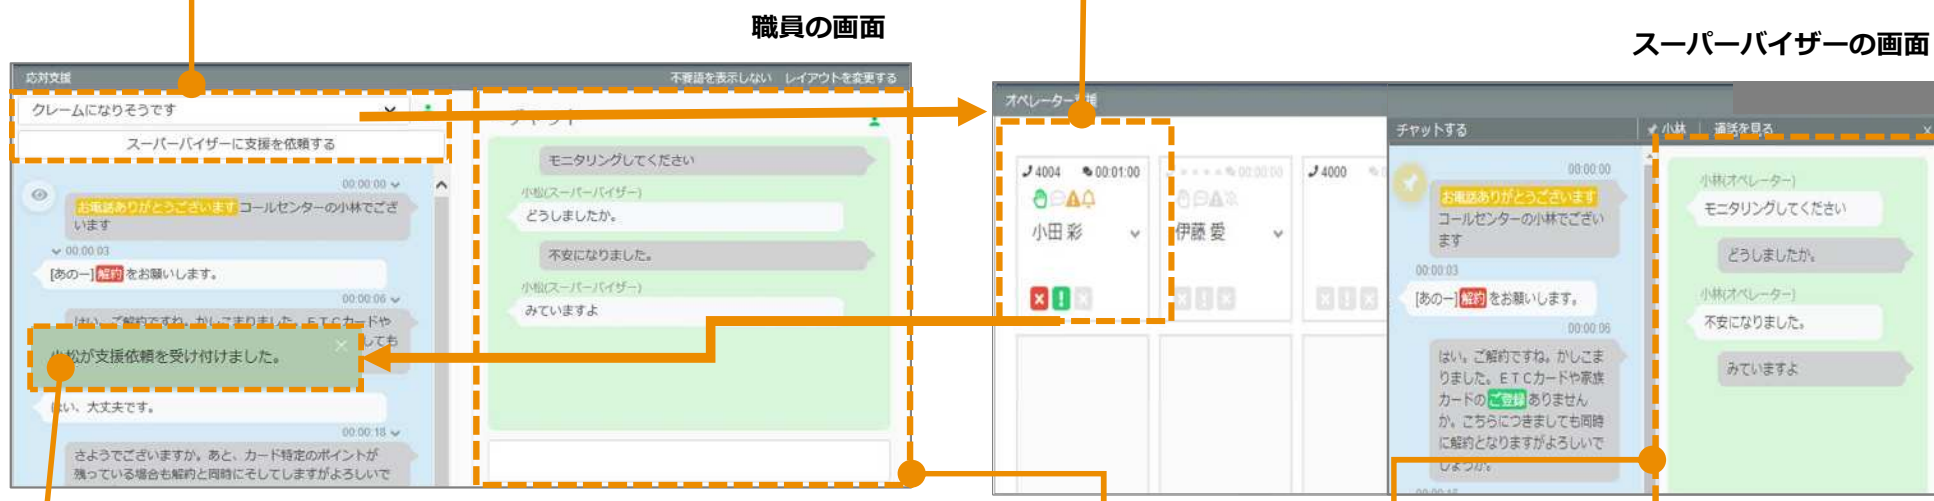 職員の画面
スーパーバイザーの画面
応対支援
不要語を表示しない レイアウトを変更する
クレームになりそうです
スーパーバイザーに支援を依頼する
00:00:00
お電話ありがとうございます コールセンターの小林でござ
います
00:00:03
[あのー] 解約 をお願いします。
00:00:06
はい。ご解約ですね。かしこまりました。ETCカードや
しても
小松が支援依頼を受け付けました。
はい、大丈夫です。
00:00:18
さようでございますか。あと、カード特定のポイントが
残っている場合も解約と同時にそしてしますがよろしいで
チャット
モニタリングしてください
小松(スーパーバイザー)
どうしましたか。
不安になりました。
小松(スーパーバイザー)
みていますよ
オペレーター支援
4004 00:01:00
小田 彩
00:00:00
伊藤 愛
4000
チャットする
小林 通話を見る
00:00:00
お電話ありがとうございます
コールセンターの小林でござい
ます
00:00:03
[あのー] 解約 をお願いします。
00:00:06
はい。ご解約ですね。かしこま
りました。ETCカードや家族
カードの ご登録 ありません
か。こちらにつきましても同時
に解約となりますがよろしいで
しょうか。
小林(オペレーター)
モニタリングしてください
どうしましたか。
小林(オペレーター)
不安になりました。
みていますよ